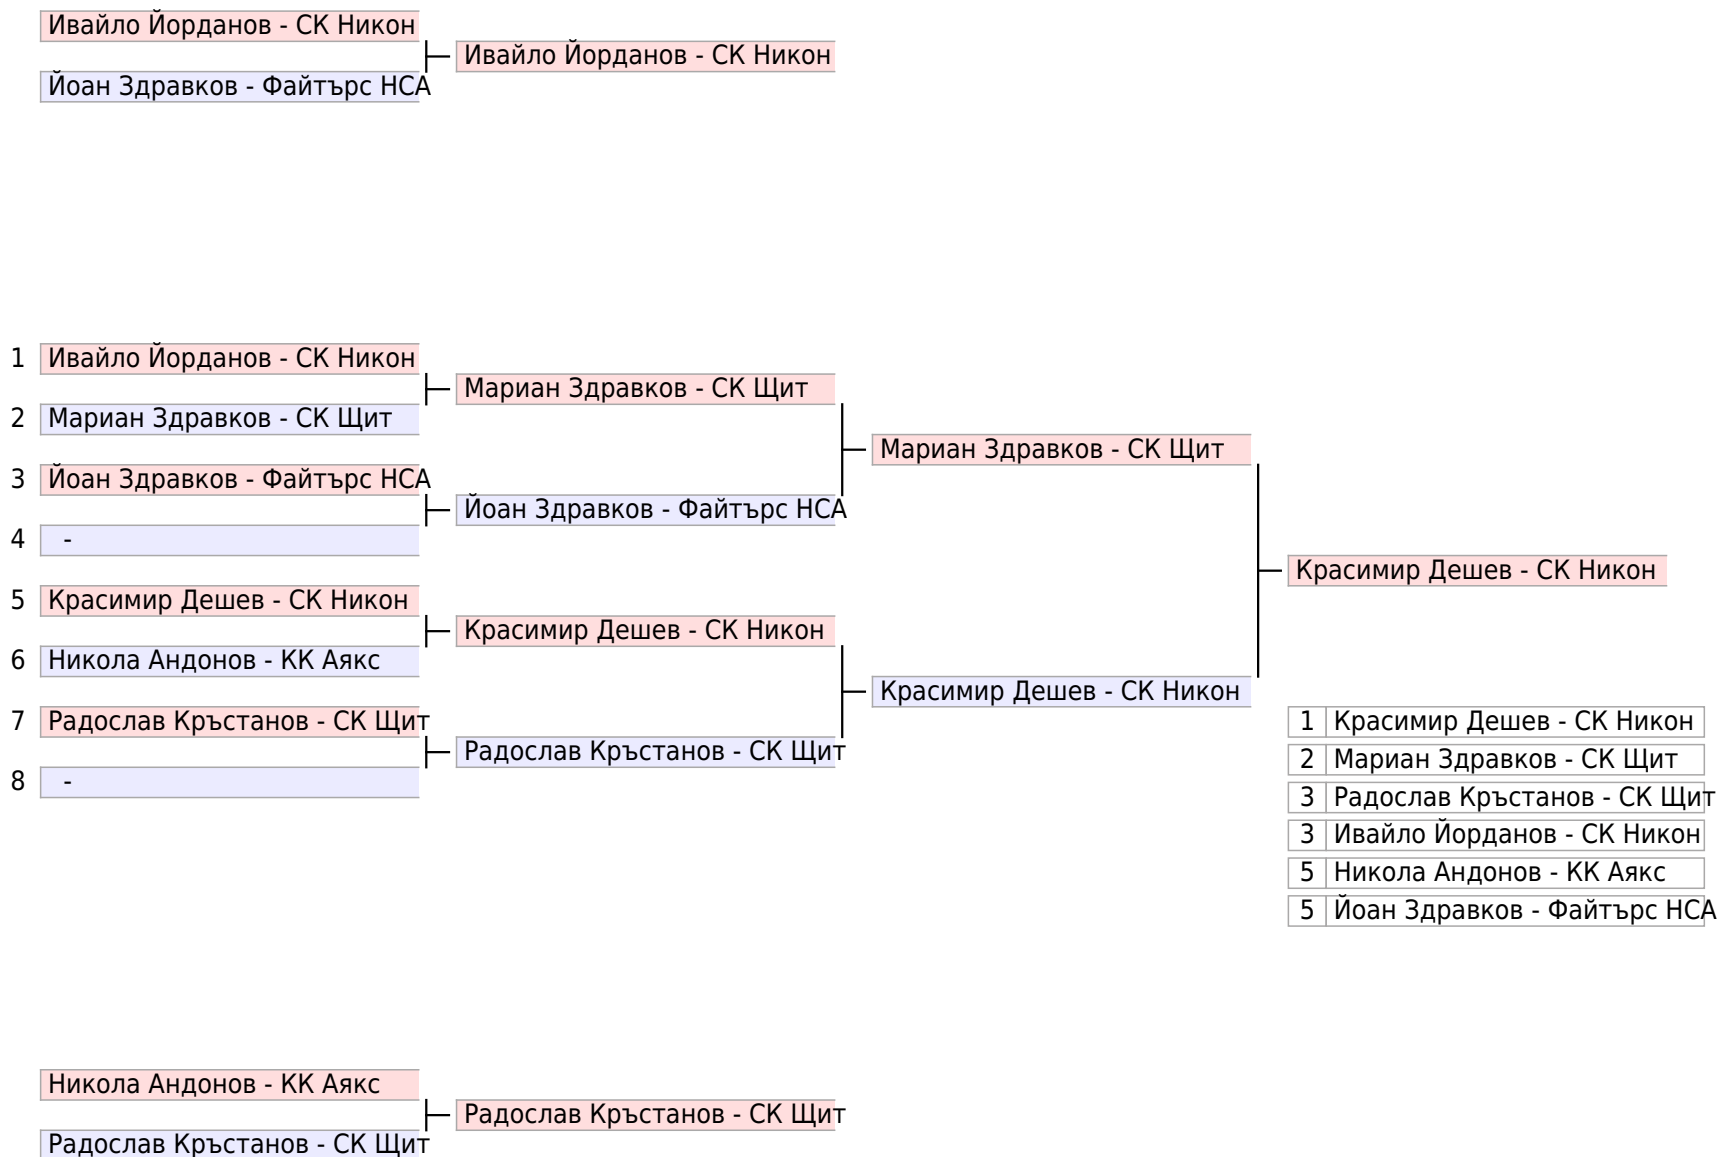 Ивайло Йорданов - СК Никон
Ивайло Йорданов - СК Никон
Йоан Здравков - Файтърс НСА
1 Ивайло Йорданов - СК Никон
Мариан Здравков - СК Щит
2 Мариан Здравков - СК Щит
Мариан Здравков - СК Щит
3 Йоан Здравков - Файтърс НСА
Йоан Здравков - Файтърс НСА
4 -
Красимир Дешев - СК Никон
5 Красимир Дешев - СК Никон
Красимир Дешев - СК Никон
6 Никола Андонов - КК Аякс
Красимир Дешев - СК Никон
7 Радослав Кръстанов - СК Щит
Радослав Кръстанов - СК Щит
8 -
1 Красимир Дешев - СК Никон
2 Мариан Здравков - СК Щит
3 Радослав Кръстанов - СК Щит
3 Ивайло Йорданов - СК Никон
5 Никола Андонов - КК Аякс
5 Йоан Здравков - Файтърс НСА
Никола Андонов - КК Аякс
Радослав Кръстанов - СК Щит
Радослав Кръстанов - СК Щит